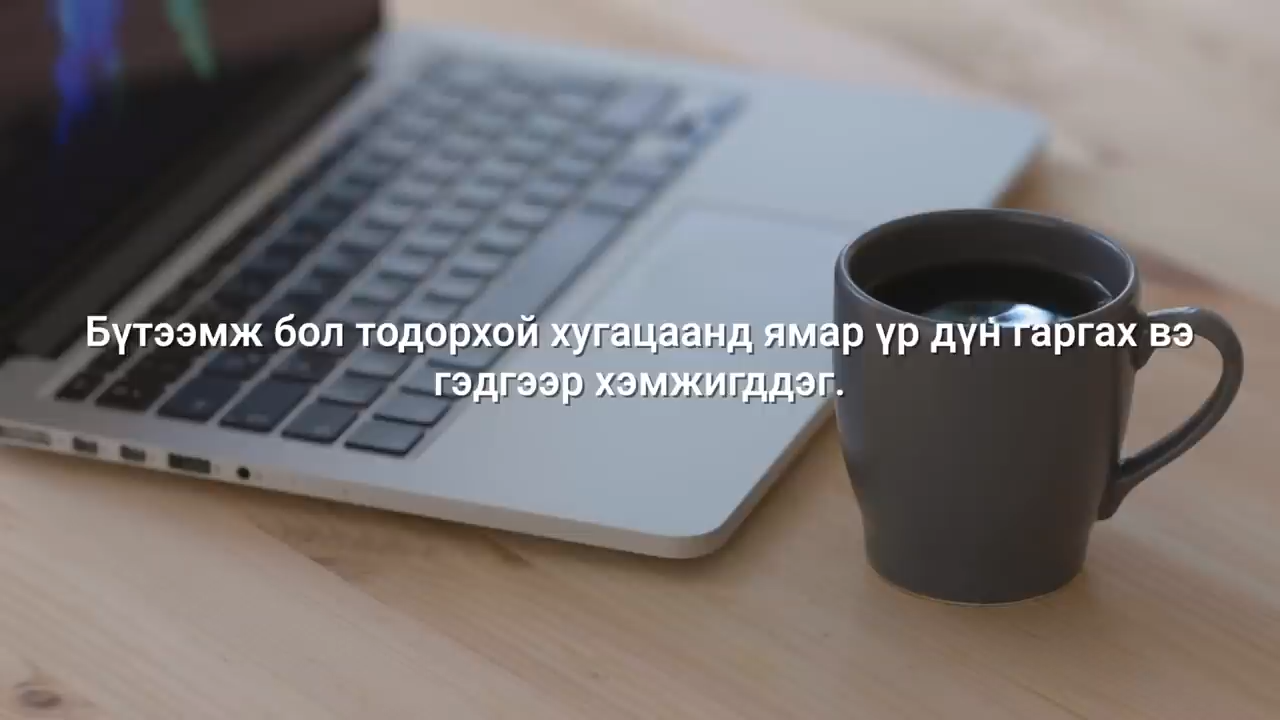 Бүтээмж бол тодорхой хугацаанд ямар үр дүн гаргах вэ
гэдгээр хэмжигддэг.